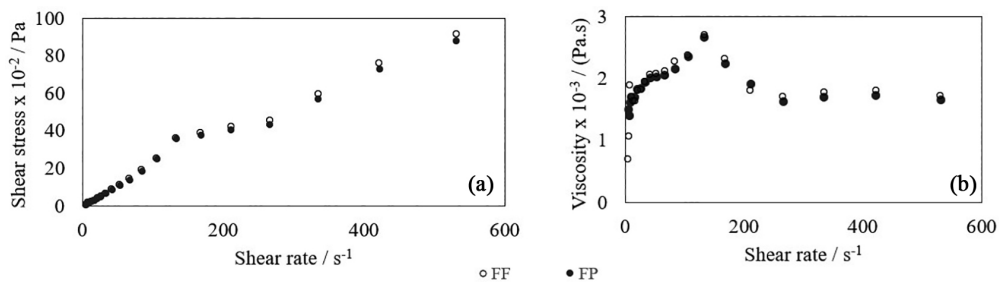 Shear stress x 10⁻² / Pa
100
80
60
40
20
0
0 200 400 600
Shear rate / s⁻¹
(a)
Viscosity x 10⁻³ / (Pa.s)
3
2
1
0
0 200 400 600
Shear rate / s⁻¹
(b)
FF FP